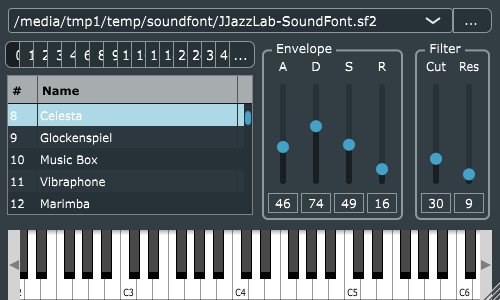 /media/tmp1/temp/soundfont/JJazzLab-SoundFont.sf2 ...
0 1 2 3 4 5 6 8 9 1 1 1 1 2 2 3 4 ...
# Name
8 Celesta
9 Glockenspiel
10 Music Box
11 Vibraphone
12 Marimba
Envelope
A D S R
46 74 49 16
Filter
Cut Res
30 9
C3 C4 C5 C6